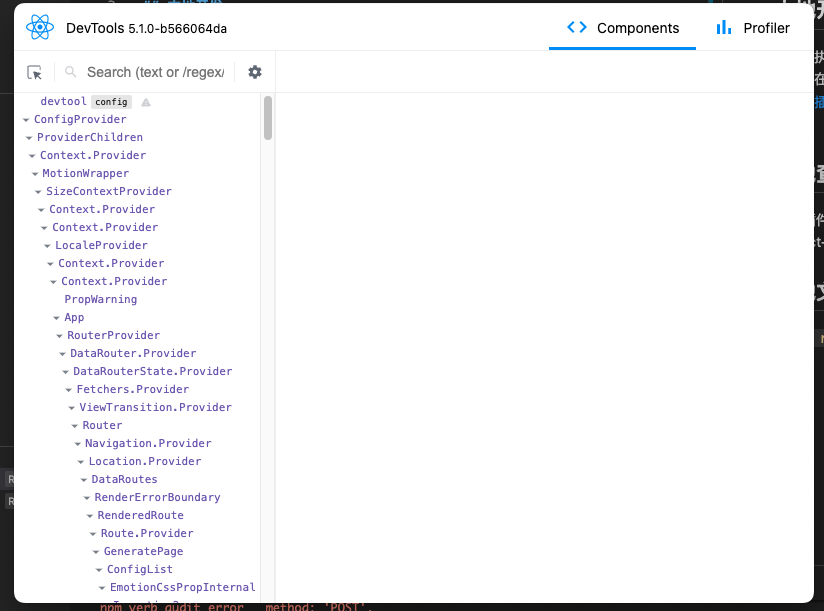 DevTools 5.1.0-b566064da
Components
Profiler
Search (text or /regex/
devtool config
ConfigProvider
ProviderChildren
Context.Provider
MotionWrapper
SizeContextProvider
Context.Provider
Context.Provider
LocaleProvider
Context.Provider
Context.Provider
PropWarning
App
RouterProvider
DataRouter.Provider
DataRouterState.Provider
Fetchers.Provider
ViewTransition.Provider
Router
Navigation.Provider
Location.Provider
DataRoutes
RenderErrorBoundary
RenderedRoute
Route.Provider
GeneratePage
ConfigList
EmotionCssPropInternal
npm verb audit error method: 'POST',